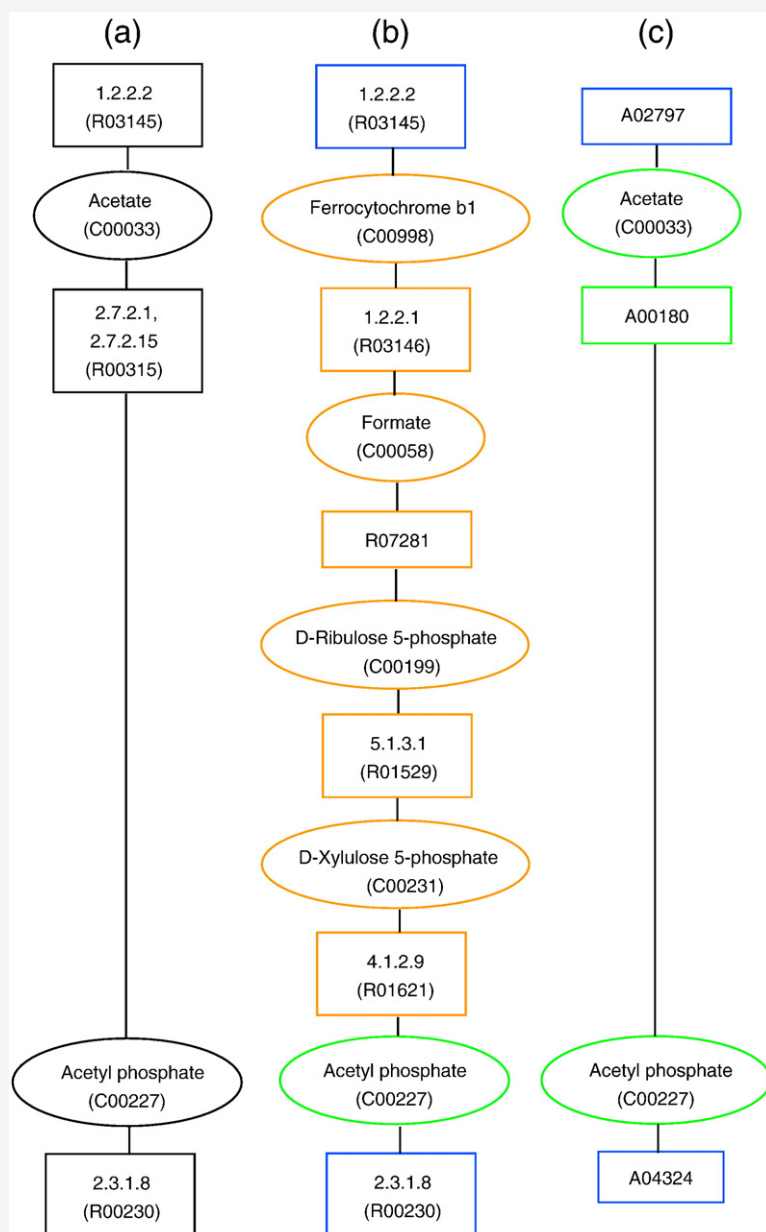 (a)
1.2.2.2
(R03145)
Acetate
(C00033)
2.7.2.1,
2.7.2.15
(R00315)
Acetyl phosphate
(C00227)
2.3.1.8
(R00230)
(b)
1.2.2.2
(R03145)
Ferrocytochrome b1
(C00998)
1.2.2.1
(R03146)
Formate
(C00058)
R07281
D-Ribulose 5-phosphate
(C00199)
5.1.3.1
(R01529)
D-Xylulose 5-phosphate
(C00231)
4.1.2.9
(R01621)
Acetyl phosphate
(C00227)
2.3.1.8
(R00230)
(c)
A02797
Acetate
(C00033)
A00180
Acetyl phosphate
(C00227)
A04324